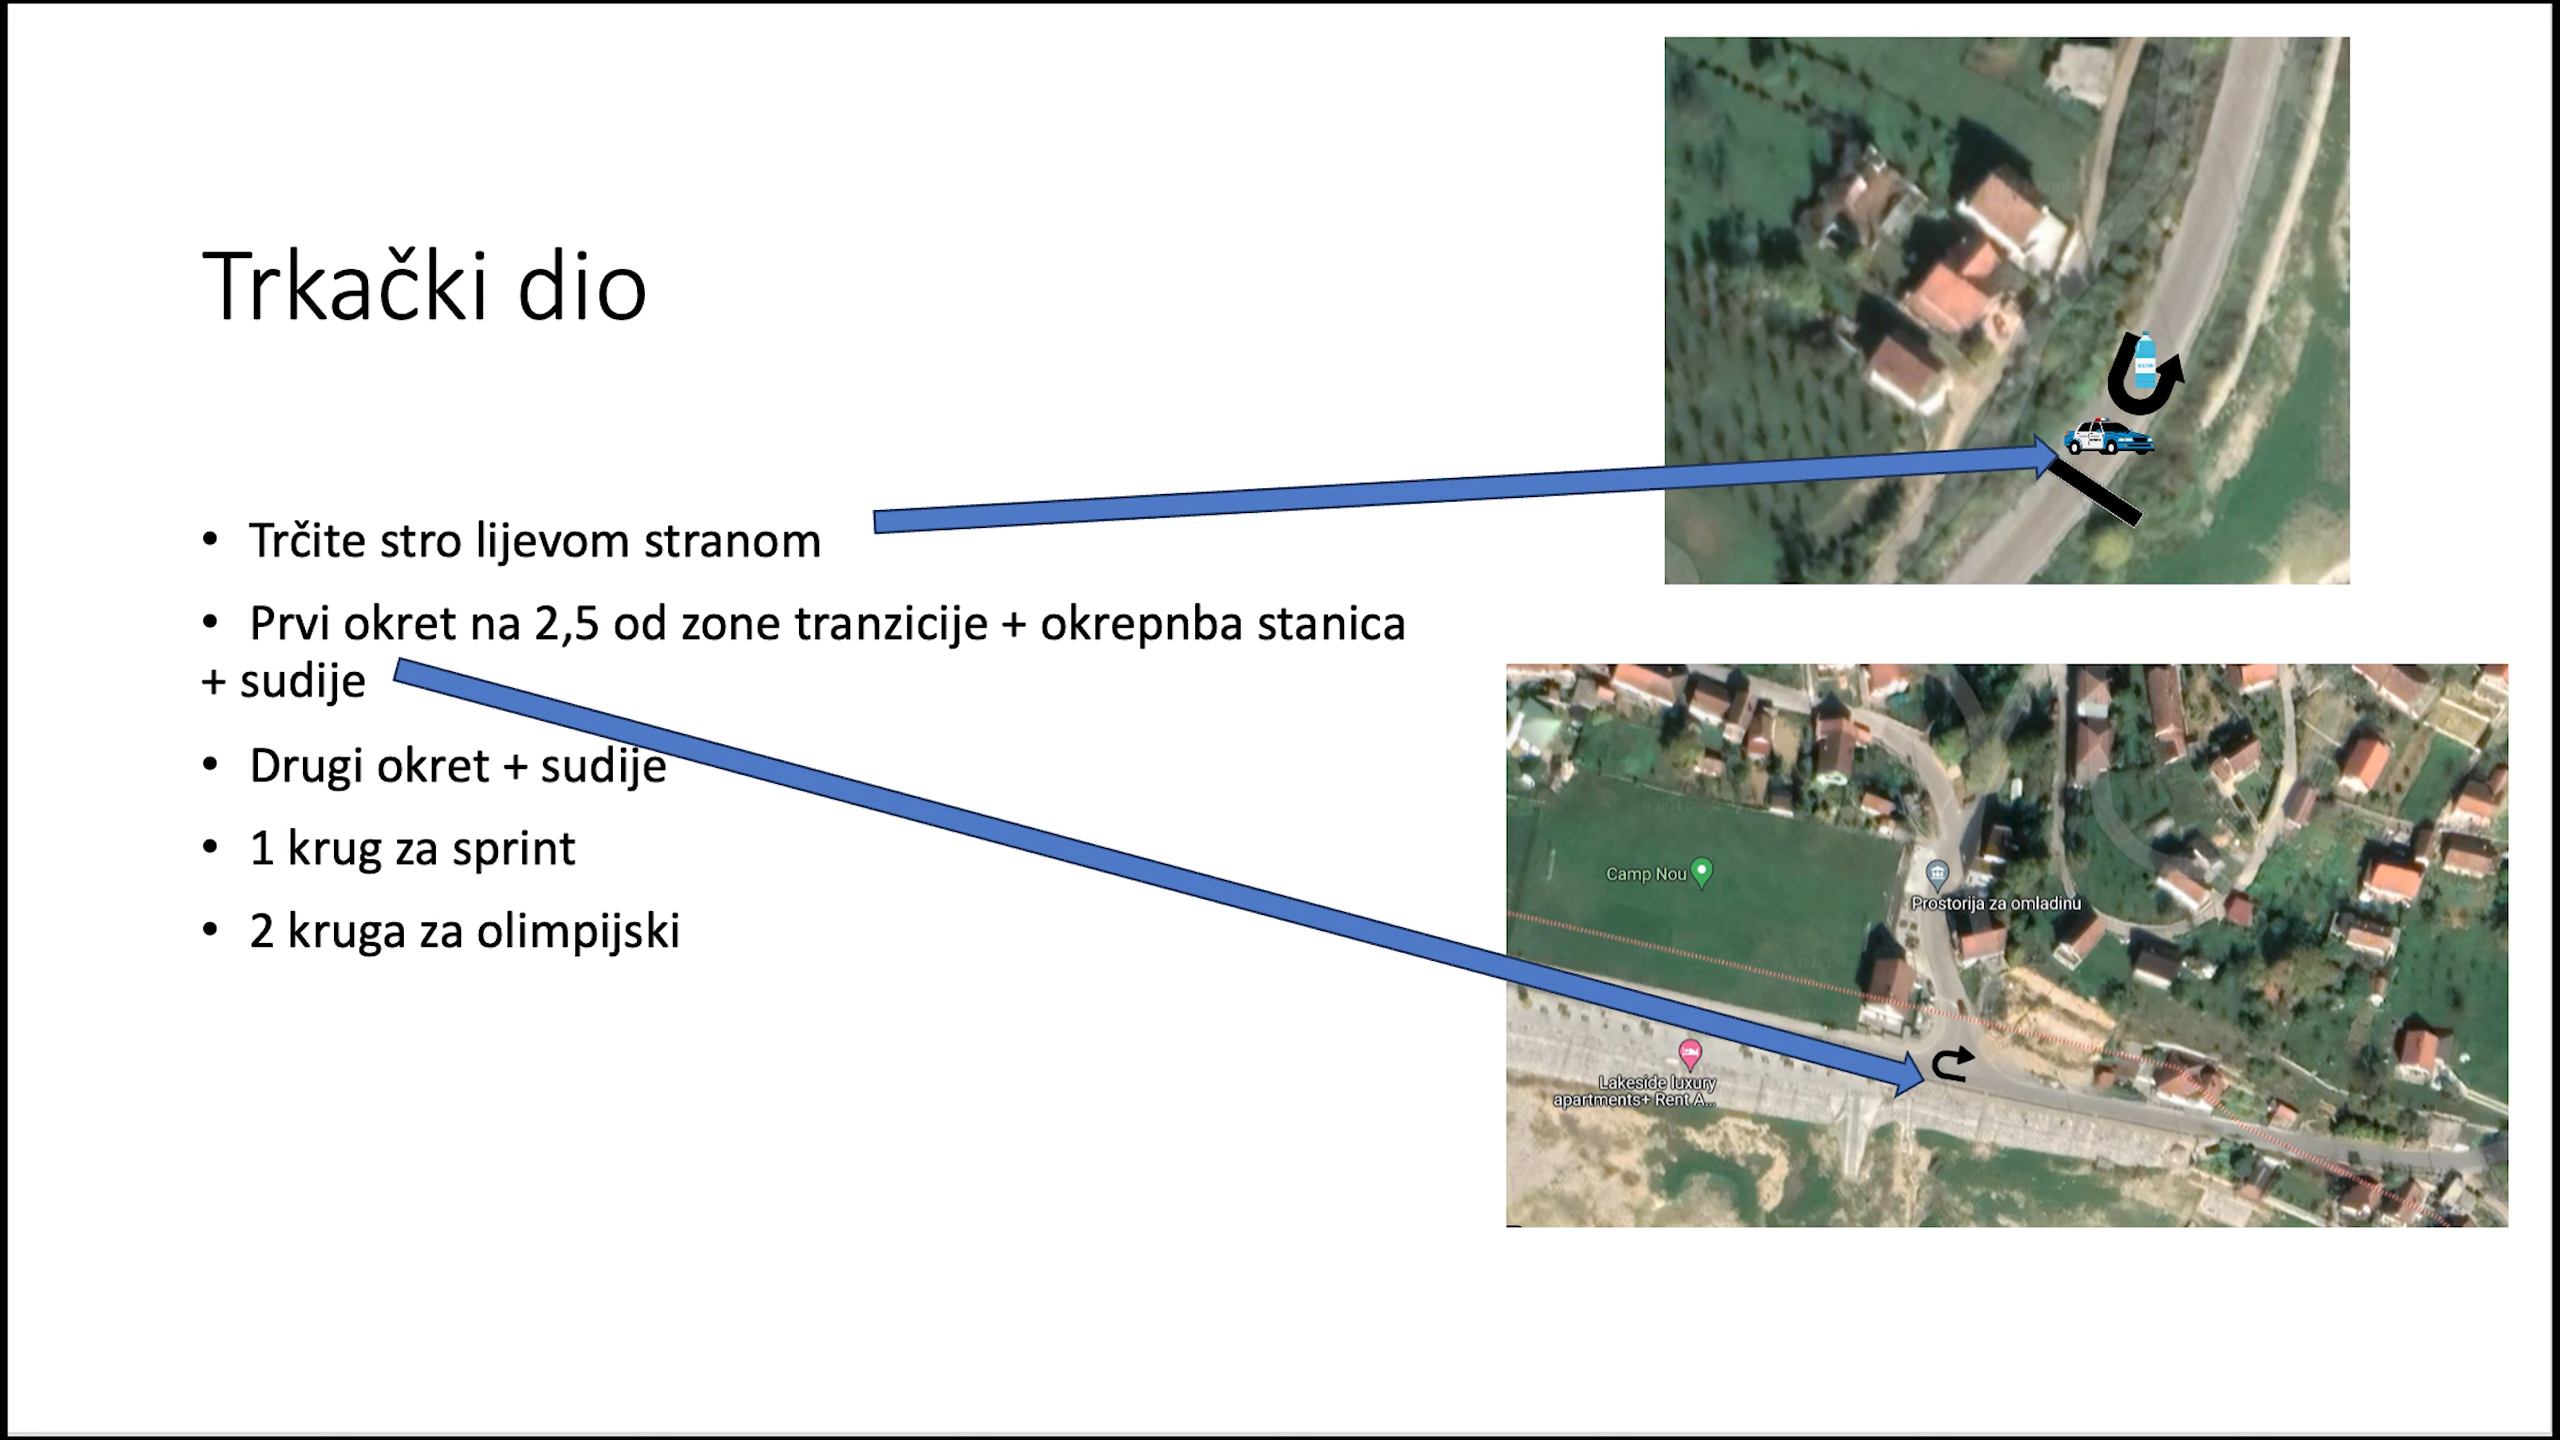 Trkački dio
• Trčite stro lijevom stranom
• Prvi okret na 2,5 od zone tranzicije + okrepnba stanica
+ sudije
• Drugi okret + sudije
• 1 krug za sprint
• 2 kruga za olimpijski
Camp Nou
Prostorija za omladinu
Lakeside luxury
apartments+ Rent A...